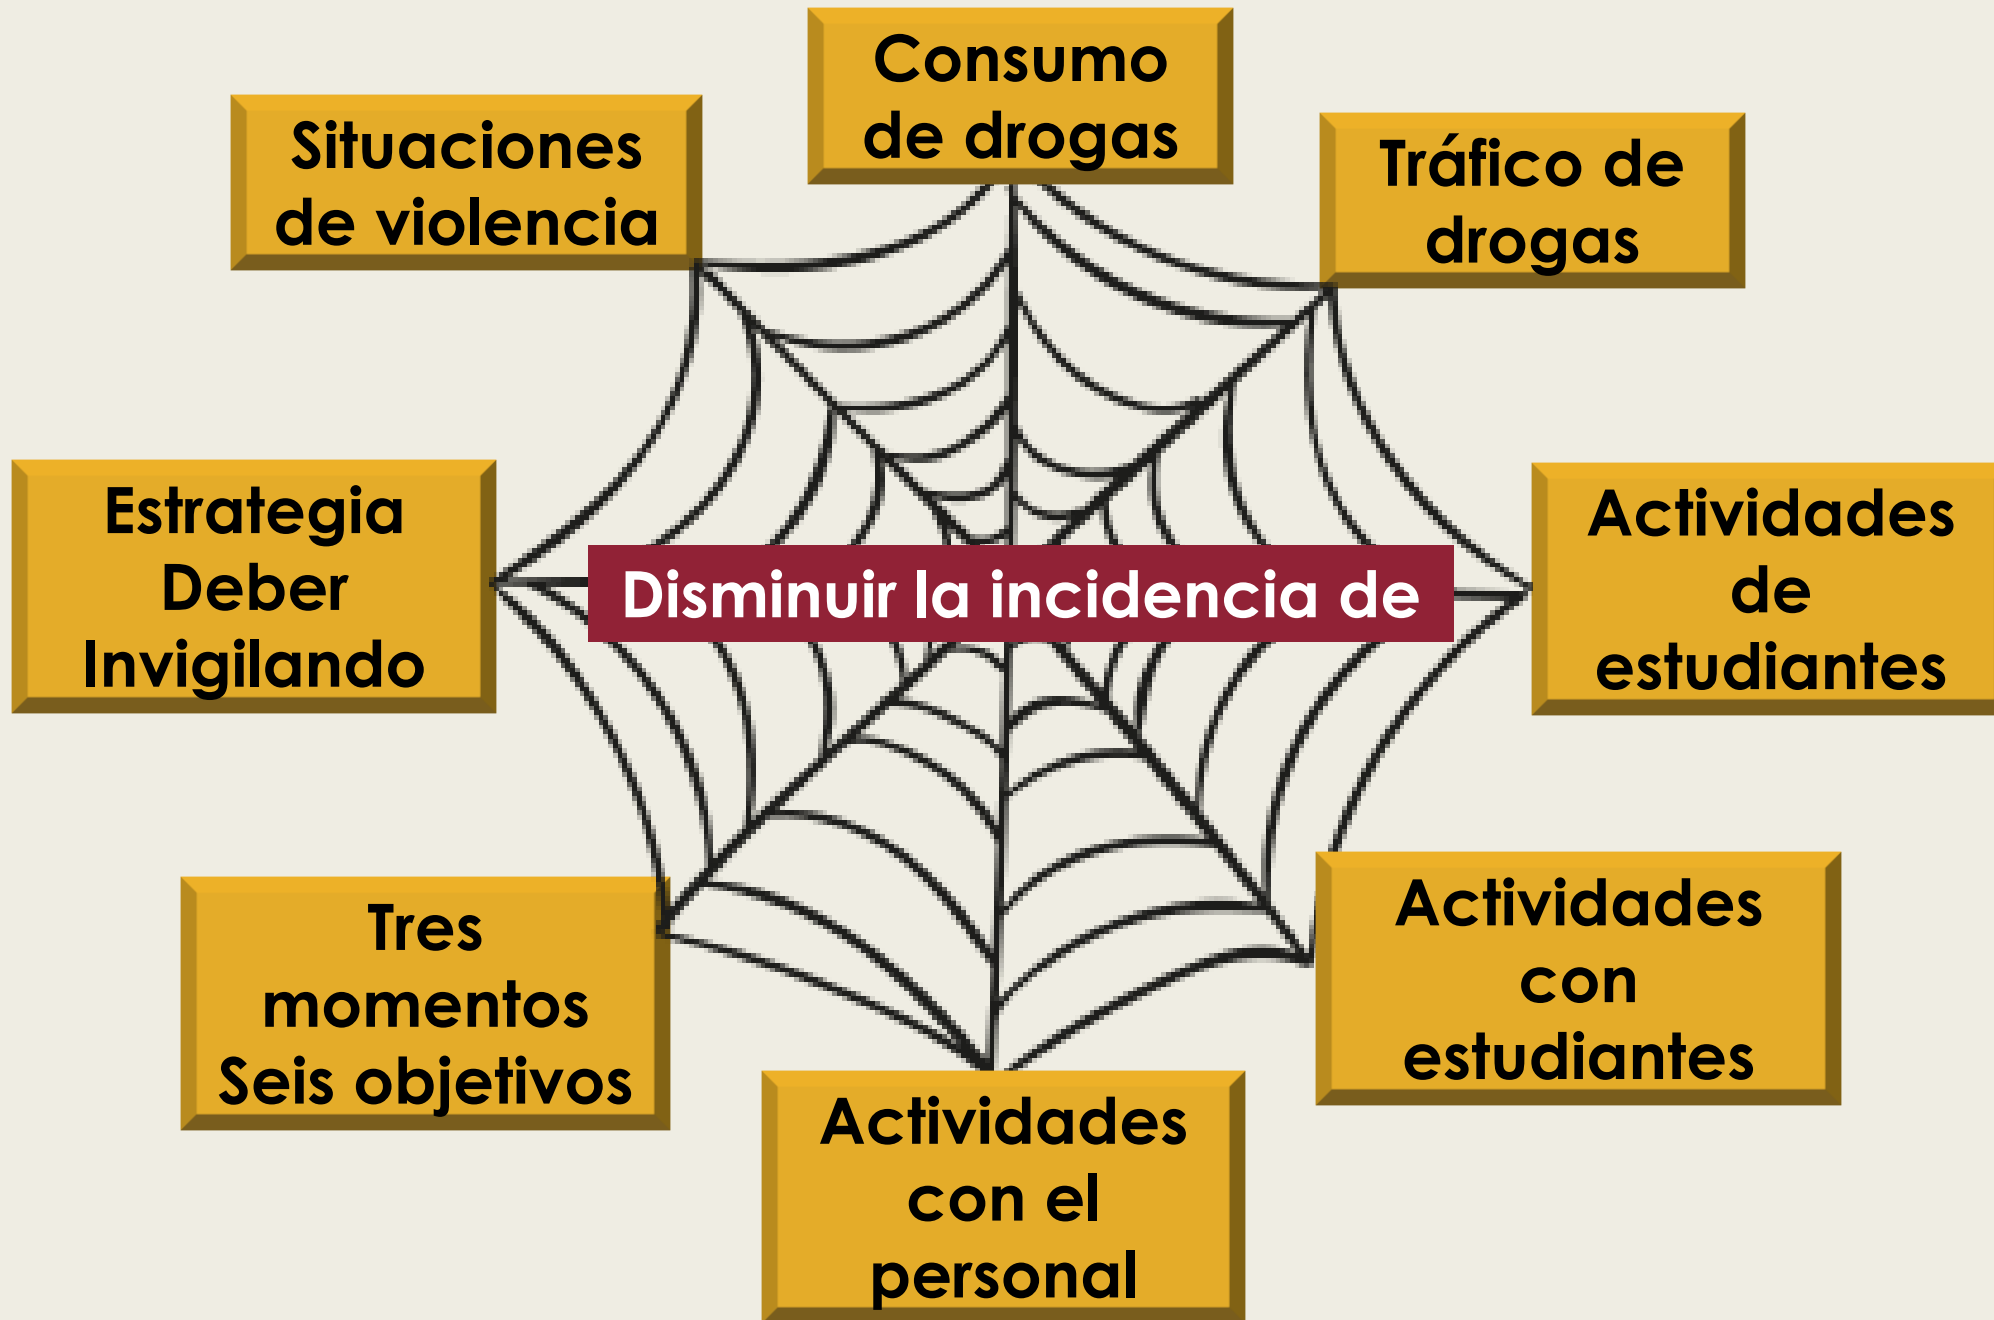 Consumo
de drogas
Situaciones
de violencia
Tráfico de
drogas
Estrategia
Deber
Invigilando
Disminuir la incidencia de
Actividades
de
estudiantes
Tres
momentos
Seis objetivos
Actividades
con
estudiantes
Actividades
con el
personal